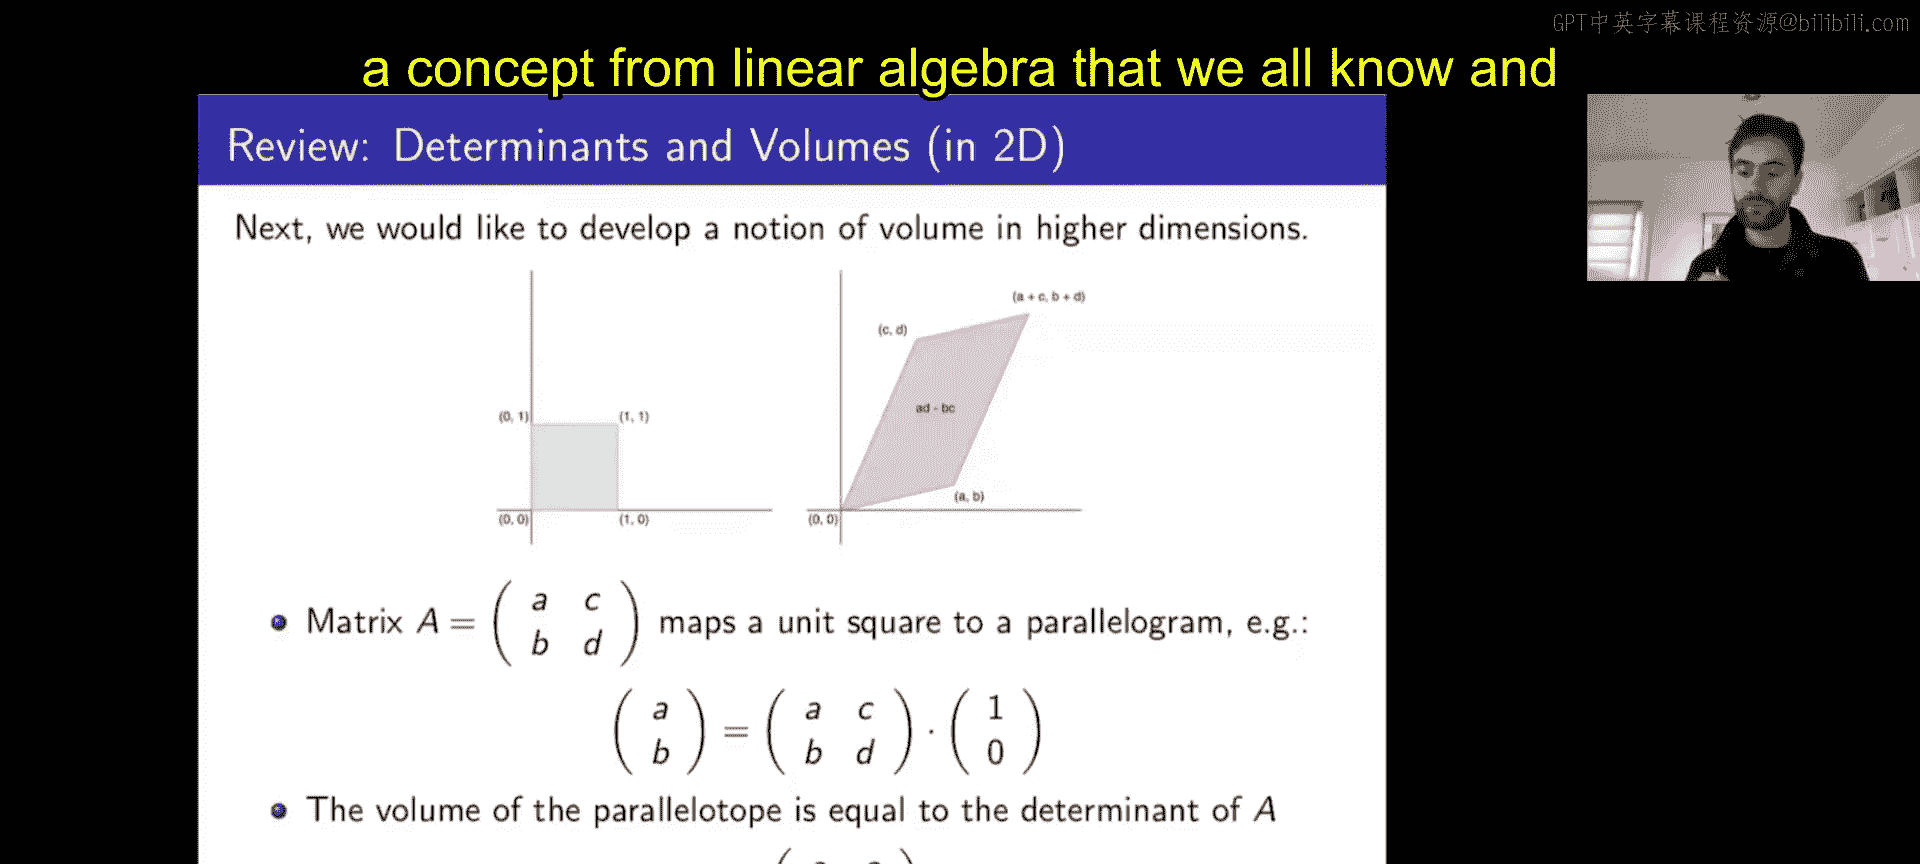 GPT中英字幕课程资源@bilibili.com
a concept from linear algebra that we all know and
Review: Determinants and Volumes (in 2D)
Next, we would like to develop a notion of volume in higher dimensions.
(0, 1) (1, 1)
(0, 0) (1, 0)
(a + c, b + d)
(c, d)
ad - bc
(a, b)
(0, 0)
Matrix A = ( a c
b d ) maps a unit square to a parallelogram, e.g.:
( a
b ) = ( a c
b d ) · ( 1
0 )
The volume of the parallelotope is equal to the determinant of A